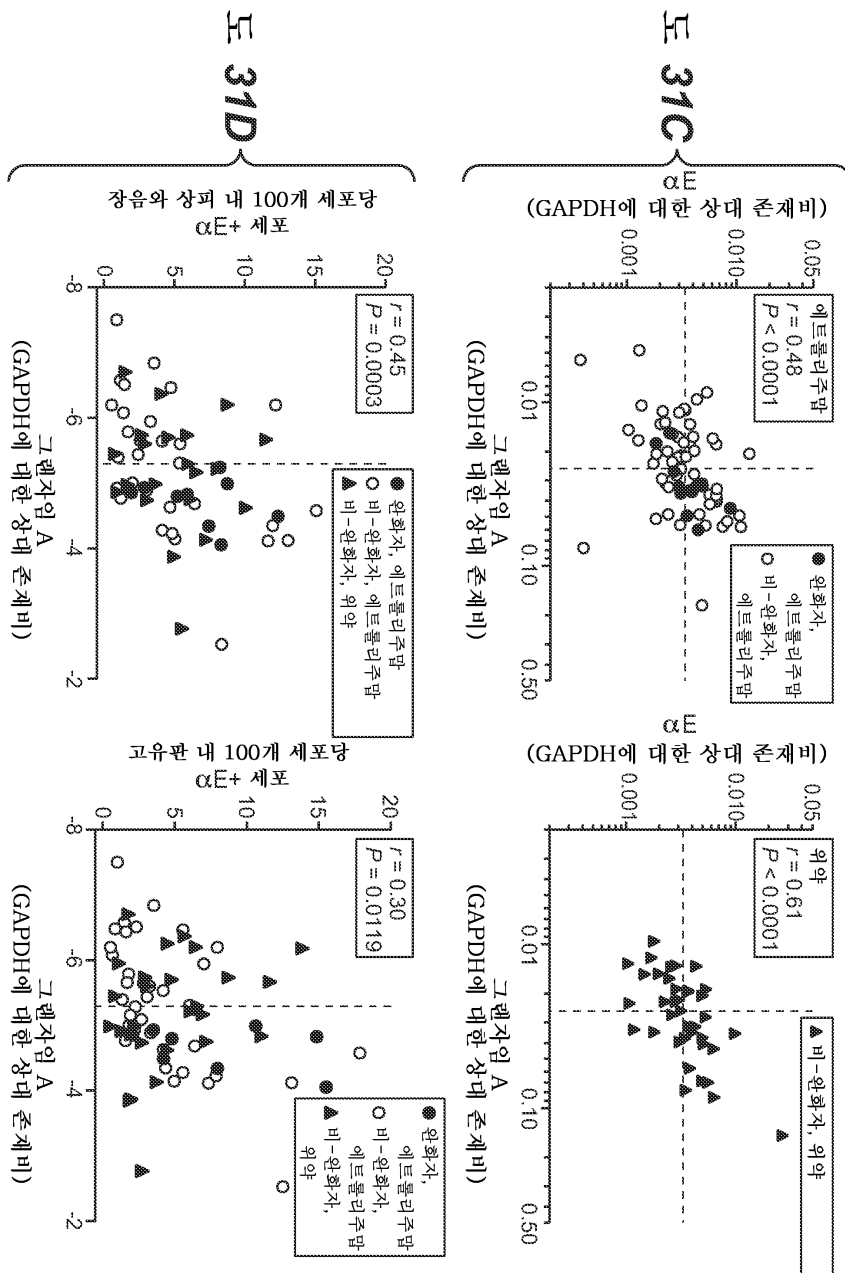 도 31C
αE
(GAPDH에 대한 상대 존재비)
0.05
0.010
0.001
에트롤리주맙
r = 0.48
P < 0.0001
완화자,
에트롤리주맙
비-완화자,
에트롤리주맙
0.01
0.10
0.50
그랜자임 A
(GAPDH에 대한 상대 존재비)
αE
(GAPDH에 대한 상대 존재비)
0.05
0.010
0.001
위약
r = 0.61
P < 0.0001
비-완화자, 위약
0.01
0.10
0.50
그랜자임 A
(GAPDH에 대한 상대 존재비)
도 31D
장음와 상피 내 100개 세포당
αE+ 세포
20
15
10
5
0
r = 0.45
P = 0.0003
완화자, 에트롤리주맙
비-완화자, 에트롤리주맙
비-완화자, 위약
-8
-6
-4
-2
그랜자임 A
(GAPDH에 대한 상대 존재비)
고유판 내 100개 세포당
αE+ 세포
20
15
10
5
0
r = 0.30
P = 0.0119
완화자,
에트롤리주맙
비-완화자,
에트롤리주맙
비-완화자,
위약
-8
-6
-4
-2
그랜자임 A
(GAPDH에 대한 상대 존재비)